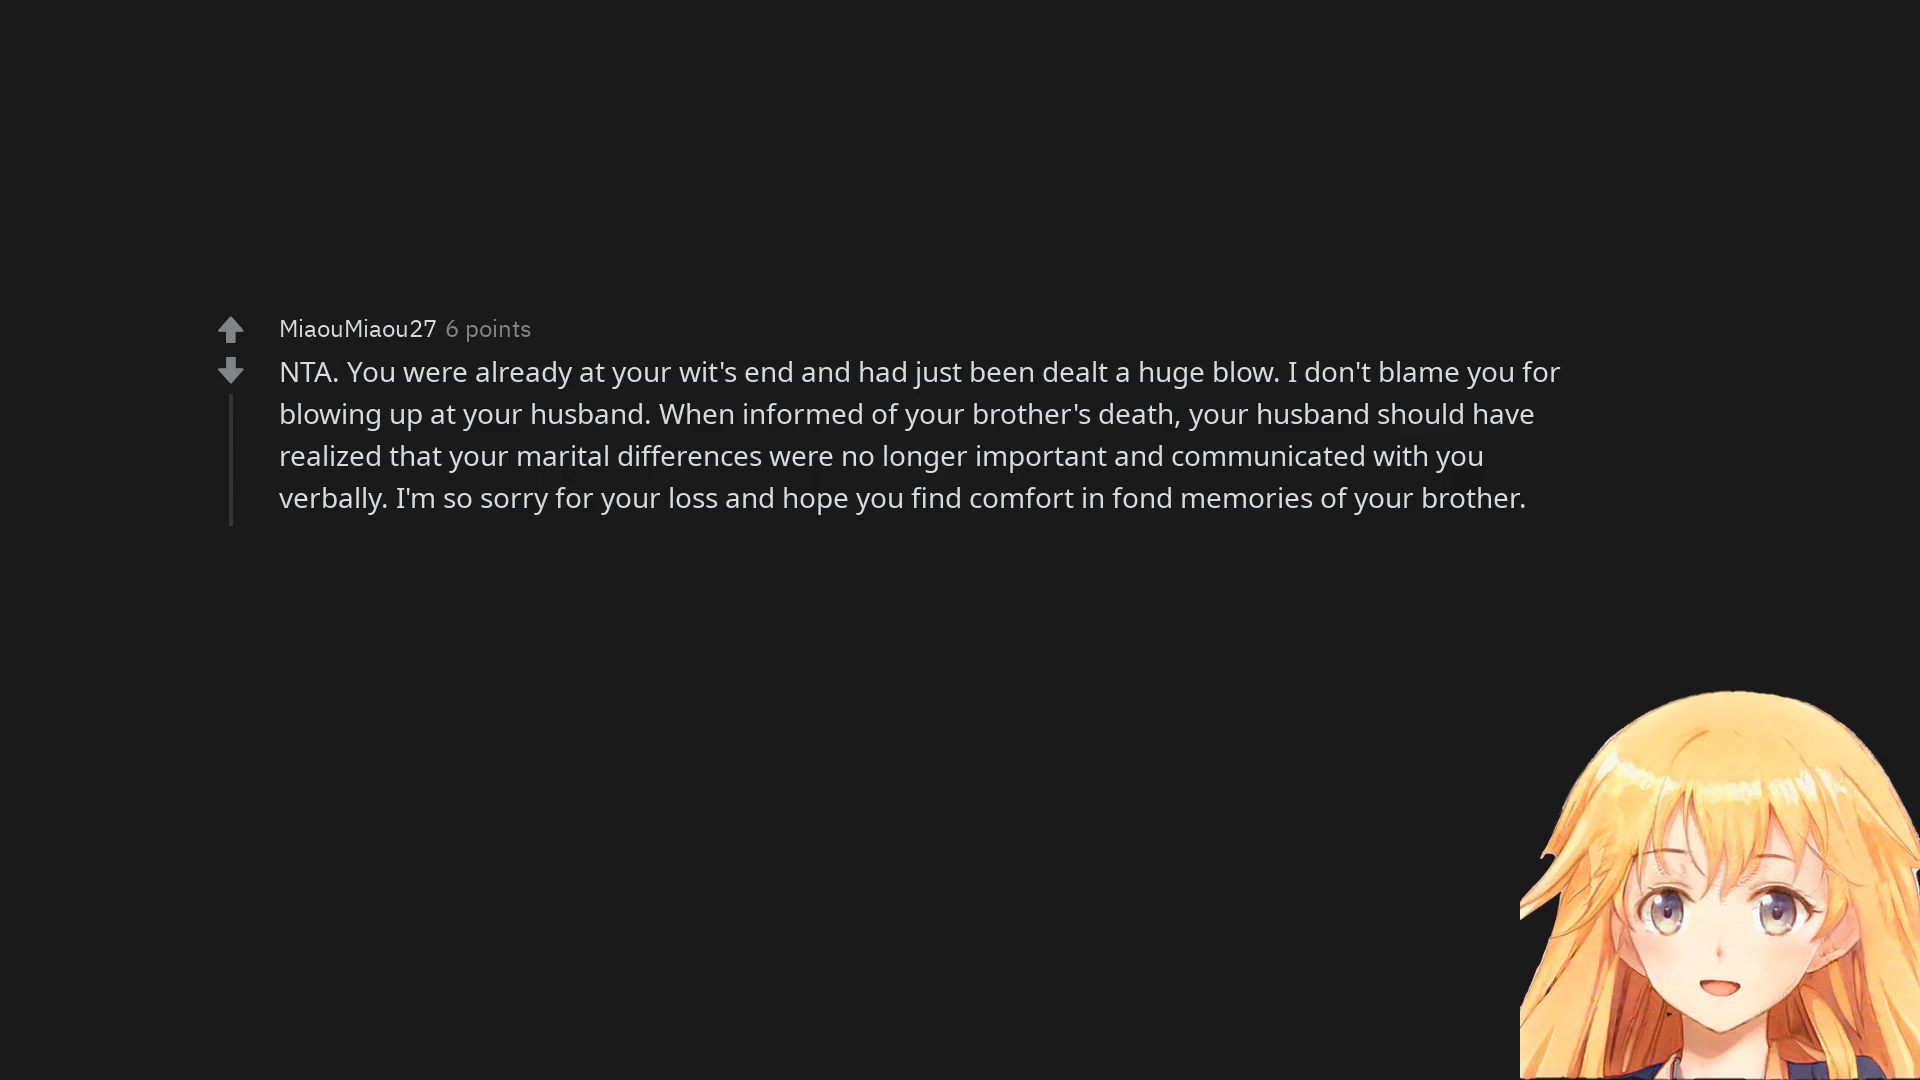 MiaouMiaou27 6 points
NTA. You were already at your wit's end and had just been dealt a huge blow. I don't blame you for
blowing up at your husband. When informed of your brother's death, your husband should have
realized that your marital differences were no longer important and communicated with you
verbally. I'm so sorry for your loss and hope you find comfort in fond memories of your brother.